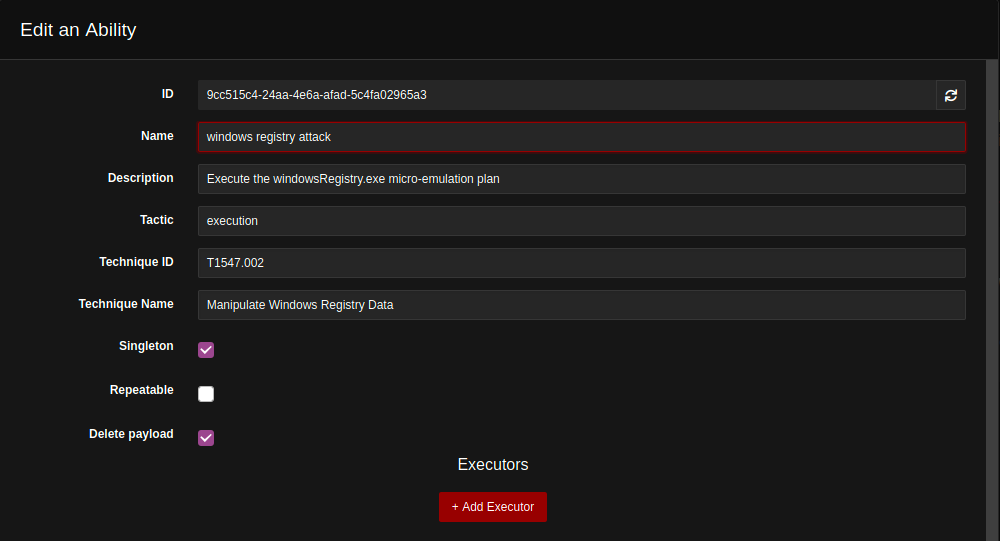 Edit an Ability
ID 9cc515c4-24aa-4e6a-afad-5c4fa02965a3
Name windows registry attack
Description Execute the windowsRegistry.exe micro-emulation plan
Tactic execution
Technique ID T1547.002
Technique Name Manipulate Windows Registry Data
Singleton
Repeatable
Delete payload
Executors
+ Add Executor